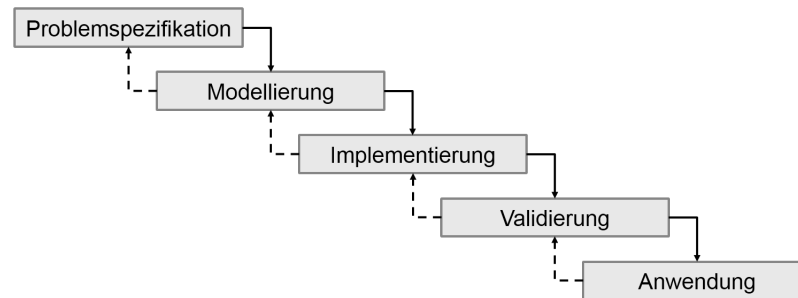 Problemspezifikation
Modellierung
Implementierung
Validierung
Anwendung